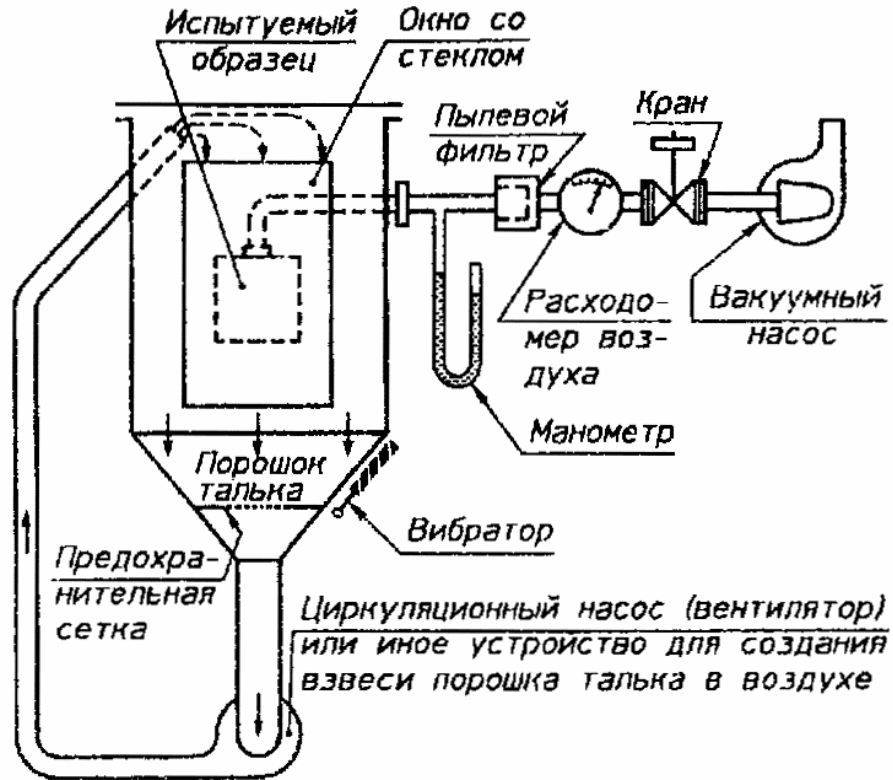 Испытуемый
образец
Окно со
стеклом
Пылевой
фильтр
Кран
Расходо-
мер воз-
духа
Вакуумный
насос
Манометр
Порошок
талька
Вибратор
Предохра-
нительная
сетка
Циркуляционный насос (вентилятор)
или иное устройство для создания
взвеси порошка талька в воздухе